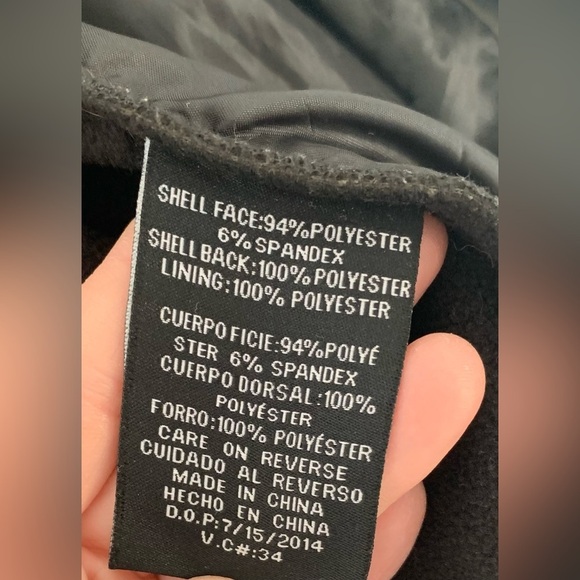 SHELL FACE:94%POLYESTER
6% SPANDEX
SHELL BACK:100% POLYESTER
LINING:100% POLYESTER
CUERPO FICIE:94%POLYÉ
STER 6% SPANDEX
CUERPO DORSAL:100%
POLYÉSTER
FORRO:100% POLYÉSTER
CARE ON REVERSE
CUIDADO AL REVERSO
MADE IN CHINA
HECHO EN CHINA
D.O.P:7/15/2014
V.C#:34